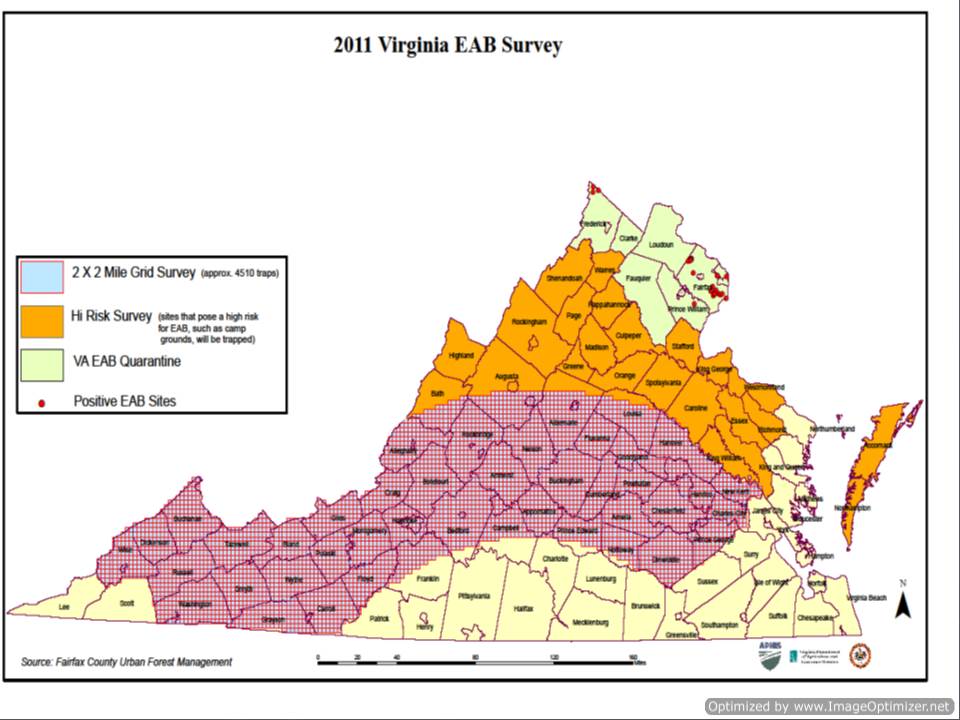 2011 Virginia EAB Survey
2 X 2 Mile Grid Survey (approx. 4510 traps)
Hi Risk Survey (sites that pose a high risk
for EAB, such as camp
grounds, will be trapped)
VA EAB Quarantine
Positive EAB Sites
Frederick
Clarke
Loudoun
Shenandoah
Warren
Fauquier
Fairfax
Prince William
Rappahannock
Rockingham
Page
Culpeper
Madison
Stafford
Highland
Greene
King George
Augusta
Orange
Spotsylvania
Westmoreland
Bath
Caroline
Essex
Richmond
Northumberland
Louisa
Albemarle
Accomack
Rockbridge
Fluvanna
Hanover
Nelson
Alleghany
Goochland
King William
King and Queen
Botetourt
Amherst
Buckingham
Powhatan
Craig
Cumberland
Henrico
New Kent
Northampton
Appomattox
Amelia
Chesterfield
Charles City
James City
Gloucester
Buchanan
Giles
Montgomery
Roanoke
Bedford
Campbell
Prince Edward
York
Wise
Dickenson
Tazewell
Bland
Pulaski
Nottoway
Prince George
Dinwiddie
Surry
Hampton
Charlotte
Russell
Smyth
Wythe
Floyd
Franklin
Lunenburg
Sussex
Isle of Wight
Norfolk
Lee
Scott
Washington
Grayson
Carroll
Patrick
Henry
Pittsylvania
Halifax
Mecklenburg
Brunswick
Greensville
Southampton
Suffolk
Chesapeake
Virginia Beach
N
Source: Fairfax County Urban Forest Management
0 20 40 80 120 160
Miles
APHIS
Optimized by www.ImageOptimizer.net